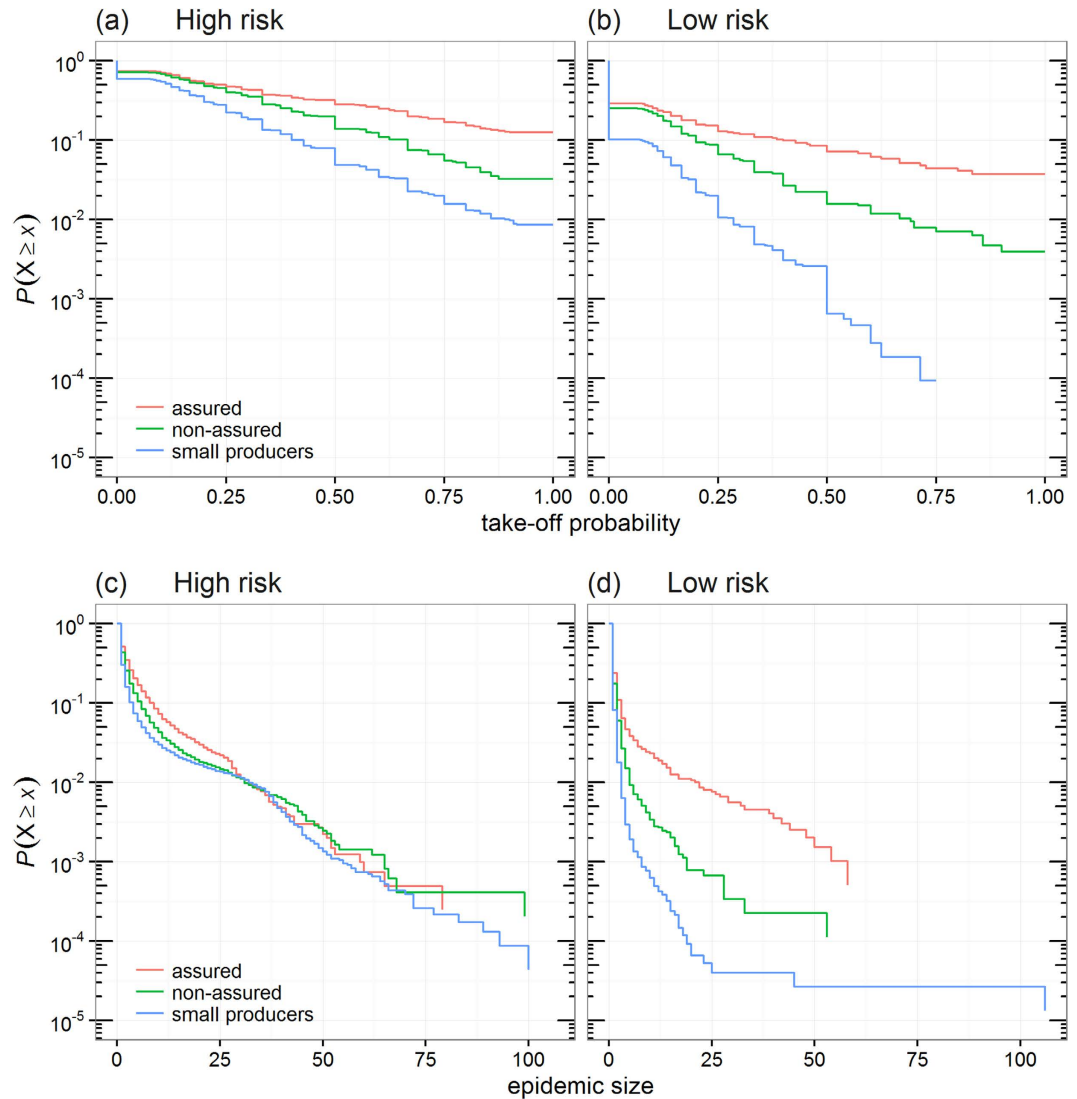 (a) High risk
(b) Low risk
P(X ≥ x)
10^0
10^-1
10^-2
10^-3
10^-4
10^-5
assured
non-assured
small producers
0.00 0.25 0.50 0.75 1.00
0.00 0.25 0.50 0.75 1.00
take-off probability
(c) High risk
(d) Low risk
P(X ≥ x)
10^0
10^-1
10^-2
10^-3
10^-4
10^-5
assured
non-assured
small producers
0 25 50 75 100
0 25 50 75 100
epidemic size